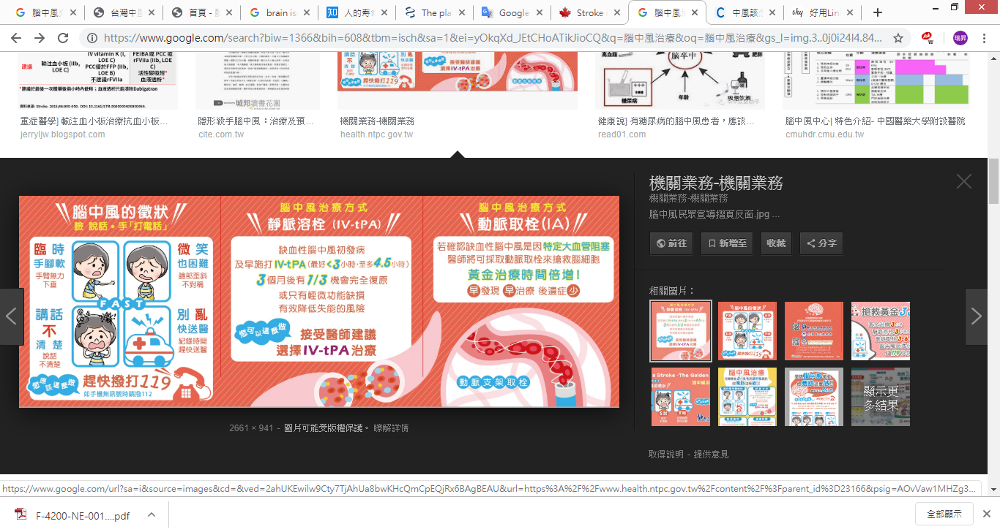 腦中風
台灣中
首頁 -
brain is
人的壽
The pla
Google
Stroke
腦中風
中風該
好用Lin
https://www.google.com/search?biw=1366&bih=608&tbm=isch&sa=1&ei=yOkqXd_JEtCHoATikJioCQ&q=腦中風治療&oq=腦中風治療&gs_l=img.3..0j0i24l4.84...
瑞昇
IV vitamin K (I, LOE C)
FEIBA 或 PCC 或 rFVIIa (IIb, LOE C)
活性碳吸附*
血液透析*
建議
輸注血小板 (IIb, LOE C)
PCC優於FFP (IIb, LOE B)
不建議rFVIIa
*建議於最後一次服藥後兩小時內使用；血液透析只能清除Dabigatran
城邦讀書花園
高血脂
腦卒中
肥胖
糖尿病
年齡
吸烟饮酒
重症醫學] 輸注血小板治療抗血小板...
jerryljw.blogspot.com
隱形殺手腦中風：治療及預...
cite.com.tw
機關業務-機關業務
health.ntpc.gov.tw
健康說| 有糖尿病的腦中風患者，應該...
read01.com
腦中風中心| 特色介紹- 中國醫藥大學附設醫院
cmuhdr.cmu.edu.tw
腦中風的徵狀
臉 說話・手「打電話」
臨時
手腳軟
手臂無力
下垂
微笑
也困難
臉部歪斜
不對稱
FAST
講話
不
清楚
說話
不清楚
別亂
快送醫
紀錄時間
趕快送醫
您應該這麼做
趕快撥打119
如手機無訊號時請撥112
腦中風治療方式
靜脈溶栓 (IV-tPA)
缺血性腦中風初發病
及早施打IV-tPA (最好<3小時,至多4.5小時)
3個月後有1/3 機會完全復原
或只有輕微功能缺損
有效降低失能的風險
您可以這麼做
接受醫師建議
選擇IV-tPA治療
腦中風治療方式
動脈取栓(IA)
若確認缺血性腦中風是因特定大血管阻塞
醫師將可採取動脈取栓來搶救腦細胞
黃金治療時間倍增!
早發現 早治療 後遺症少
動脈支架取栓
2661 × 941 - 圖片可能受版權保護。 瞭解詳情
機關業務-機關業務
機關業務-機關業務
腦中風民眾宣導摺頁反面.jpg ...
前往
新增至
收藏
分享
相關圖片：
顯示更
多結果
取得說明 - 提供意見
https://www.google.com/url?sa=i&source=images&cd=&ved=2ahUKEwilw9Cty7TjAhUa8bwKHcQmCpEQjRx6BAgBEAU&url=https%3A%2F%2Fwww.health.ntpc.gov.tw%2Fcontent%2F%3Fparent_id%3D23166&psig=AOvVaw1MHZg3...
F-4200-NE-001....pdf
全部顯示